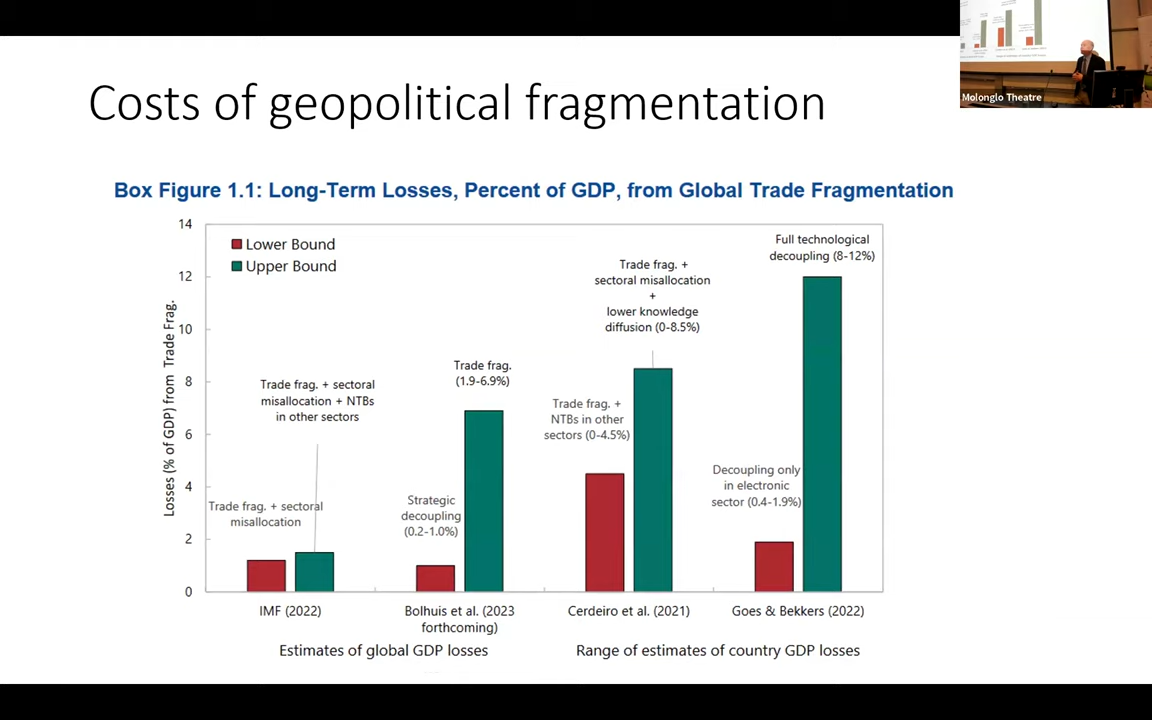 Costs of geopolitical fragmentation
Molonglo Theatre
Box Figure 1.1: Long-Term Losses, Percent of GDP, from Global Trade Fragmentation
Losses (% of GDP) from Trade Frag.
14
12
10
8
6
4
2
0
Lower Bound
Upper Bound
Trade frag. + sectoral
misallocation
Trade frag. + sectoral
misallocation + NTBs
in other sectors
Strategic
decoupling
(0.2-1.0%)
Trade frag.
(1.9-6.9%)
Trade frag. +
NTBs in other
sectors (0-4.5%)
Trade frag. +
sectoral misallocation
+
lower knowledge
diffusion (0-8.5%)
Decoupling only
in electronic
sector (0.4-1.9%)
Full technological
decoupling (8-12%)
IMF (2022)
Bolhuis et al. (2023
forthcoming)
Cerdeiro et al. (2021)
Goes & Bekkers (2022)
Estimates of global GDP losses
Range of estimates of country GDP losses